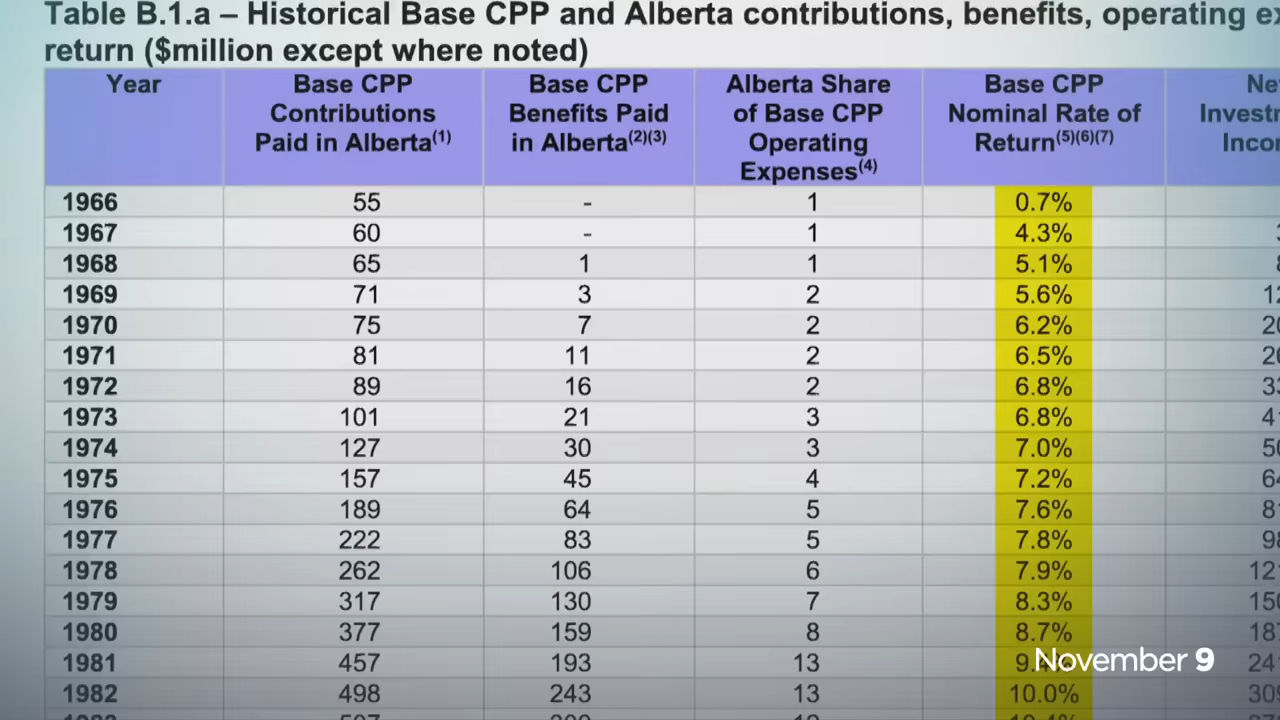 Table B.1.a – Historical Base CPP and Alberta contributions, benefits, operating
return ($million except where noted)
Year Base CPP Contributions Paid in Alberta(1) Base CPP Benefits Paid in Alberta(2)(3) Alberta Share of Base CPP Operating Expenses(4) Base CPP Nominal Rate of Return(5)(6)(7)
1966 55 - 1 0.7%
1967 60 - 1 4.3%
1968 65 1 1 5.1%
1969 71 3 2 5.6%
1970 75 7 2 6.2%
1971 81 11 2 6.5%
1972 89 16 2 6.8%
1973 101 21 3 6.8%
1974 127 30 3 7.0%
1975 157 45 4 7.2%
1976 189 64 5 7.6%
1977 222 83 5 7.8%
1978 262 106 6 7.9%
1979 317 130 7 8.3%
1980 377 159 8 8.7%
1981 457 193 13
November 9
1982 498 243 13 10.0%